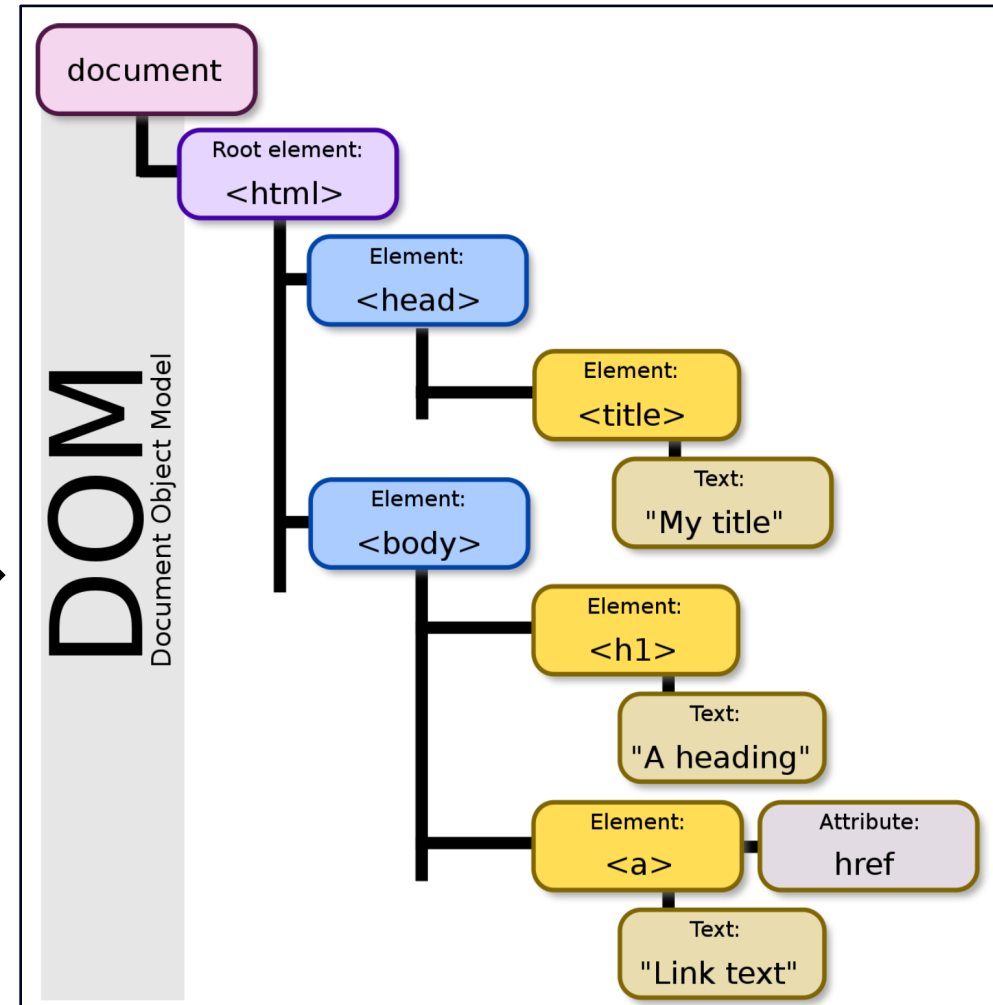 document
Root element:
<html>
Element:
<head>
Element:
<title>
Text:
"My title"
Element:
<body>
Element:
<h1>
Text:
"A heading"
Element:
<a>
Attribute:
href
Text:
"Link text"
DOM
Document Object Model